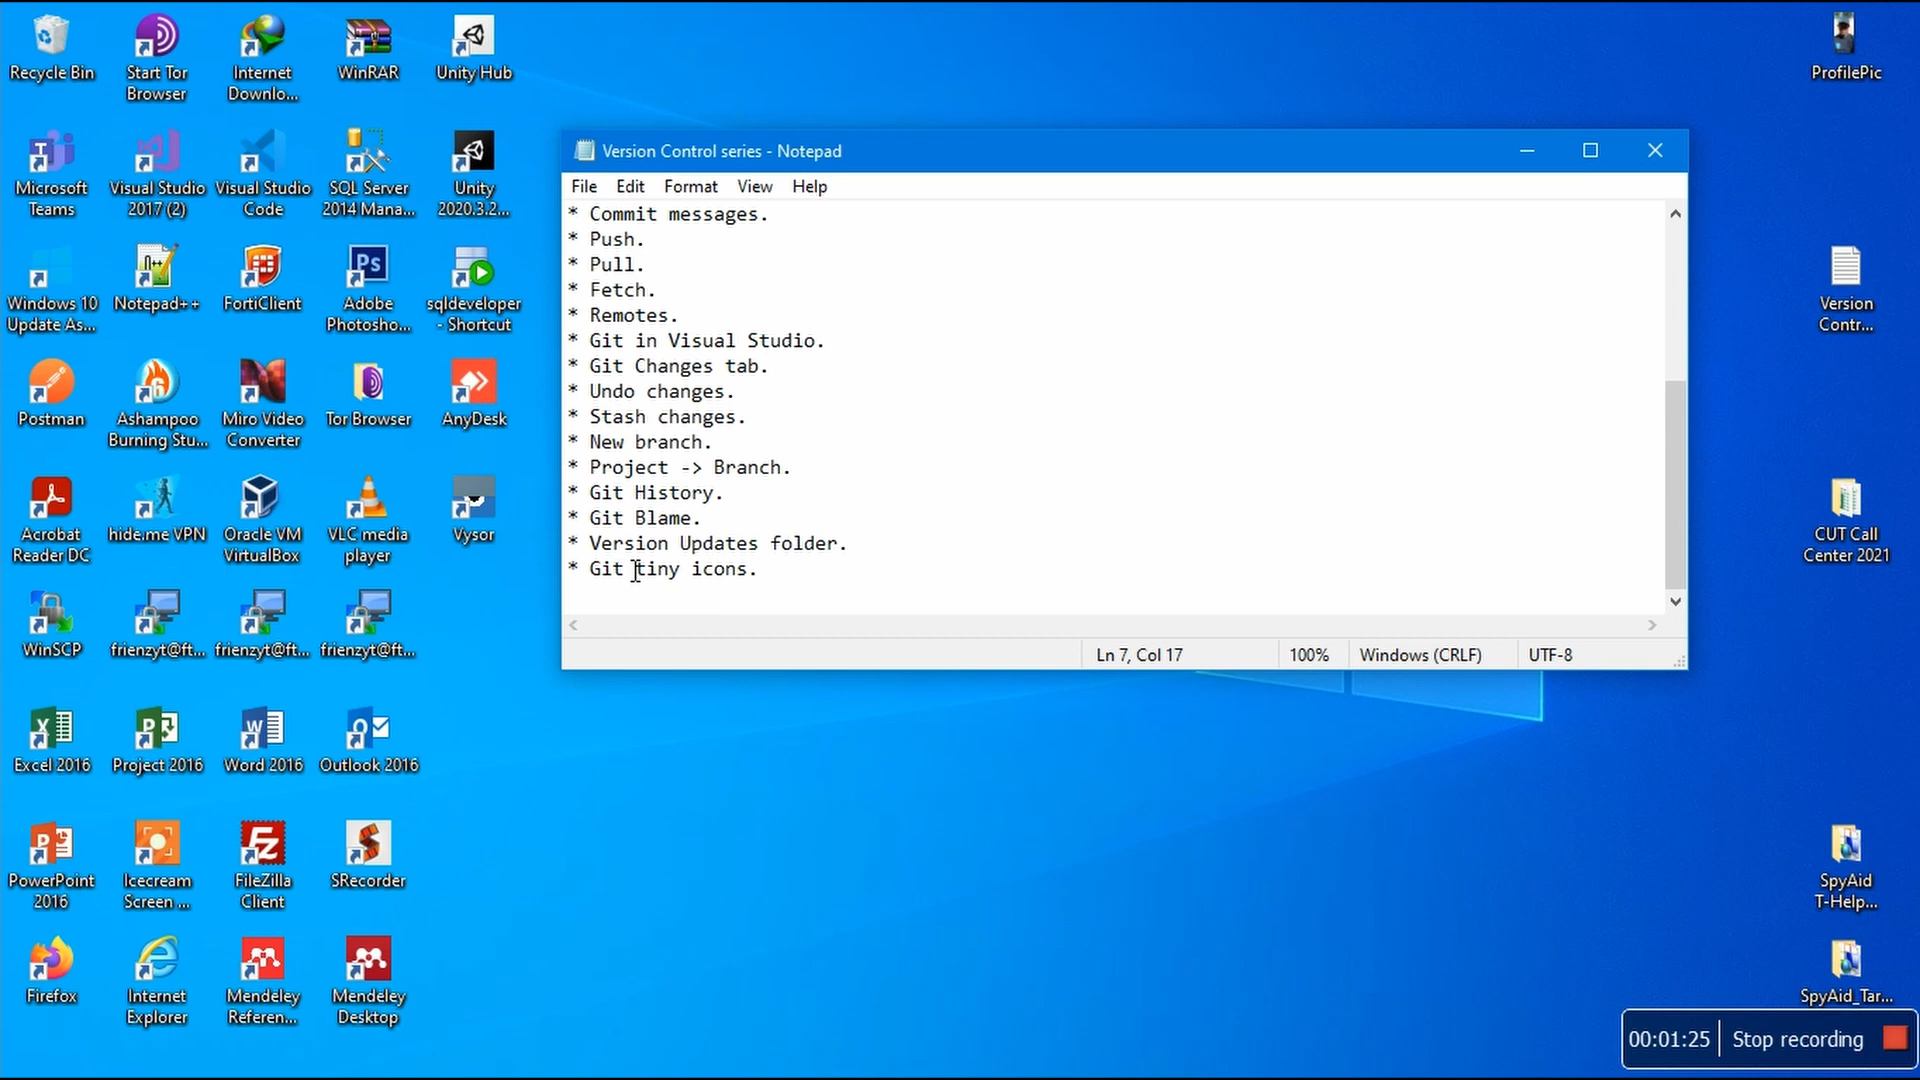 Recycle Bin
Start Tor
Browser
Internet
Downlo...
WinRAR
Unity Hub
Microsoft
Teams
Visual Studio
2017 (2)
Visual Studio
Code
SQL Server
2014 Mana...
Unity
2020.3.2...
Windows 10
Update As...
Notepad++
FortiClient
Adobe
Photosho...
sqldeveloper
- Shortcut
Postman
Ashampoo
Burning Stu...
Miro Video
Converter
Tor Browser
AnyDesk
Acrobat
Reader DC
hide.me VPN
Oracle VM
VirtualBox
VLC media
player
Vysor
WinSCP
frienzyt@ft...
frienzyt@ft...
frienzyt@ft...
Excel 2016
Project 2016
Word 2016
Outlook 2016
PowerPoint
2016
Icecream
Screen ...
FileZilla
Client
SRecorder
Firefox
Internet
Explorer
Mendeley
Referen...
Mendeley
Desktop
Version Control series - Notepad
File Edit Format View Help
* Commit messages.
* Push.
* Pull.
* Fetch.
* Remotes.
* Git in Visual Studio.
* Git Changes tab.
* Undo changes.
* Stash changes.
* New branch.
* Project -> Branch.
* Git History.
* Git Blame.
* Version Updates folder.
* Git tiny icons.
Ln 7, Col 17 100% Windows (CRLF) UTF-8
ProfilePic
Version
Contr...
CUT Call
Center 2021
SpyAid
T-Help...
SpyAid_Tar...
00:01:25 Stop recording